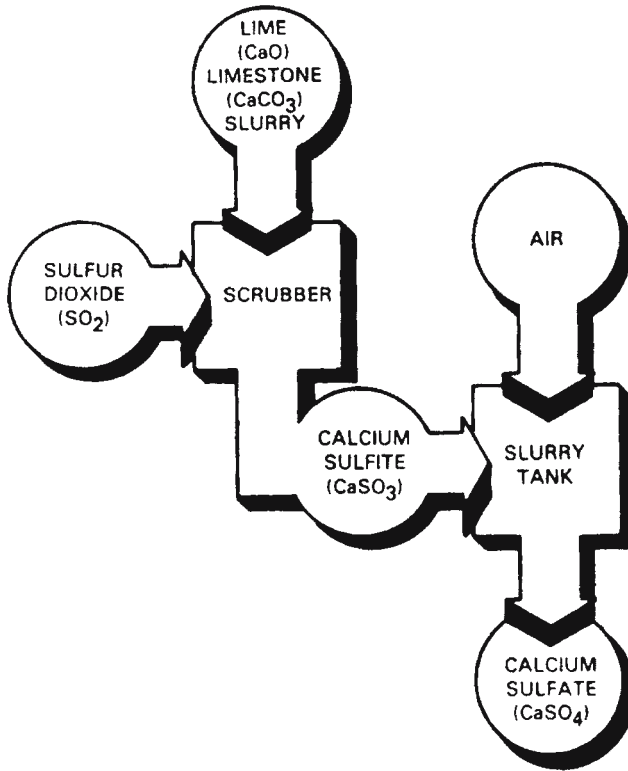 LIME
(CaO)
LIMESTONE
(CaCO₃)
SLURRY
SULFUR
DIOXIDE
(SO₂)
SCRUBBER
AIR
CALCIUM
SULFITE
(CaSO₃)
SLURRY
TANK
CALCIUM
SULFATE
(CaSO₄)